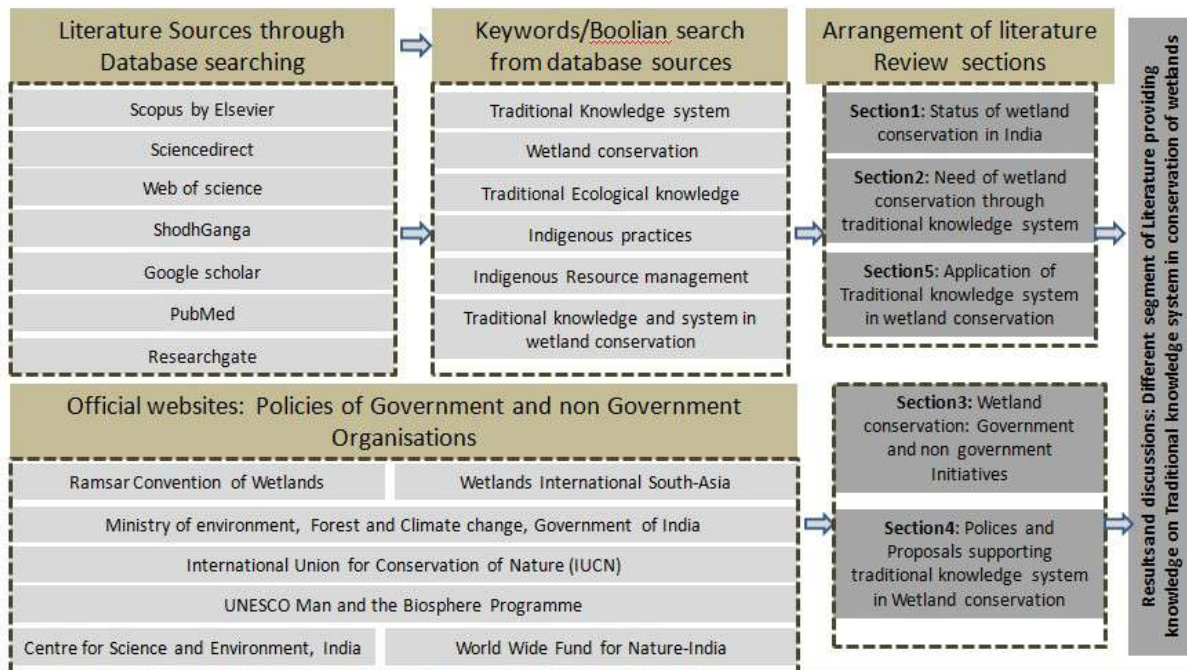 Literature Sources through
Database searching
Scopus by Elsevier
Sciencedirect
Web of science
ShodhGanga
Google scholar
PubMed
Researchgate
Keywords/Boolian search
from database sources
Traditional Knowledge system
Wetland conservation
Traditional Ecological knowledge
Indigenous practices
Indigenous Resource management
Traditional knowledge and system in
wetland conservation
Arrangement of literature
Review sections
Section1: Status of wetland
conservation in India
Section2: Need of wetland
conservation through
traditional knowledge system
Section5: Application of
Traditional knowledge system
in wetland conservation
Official websites: Policies of Government and non Government
Organisations
Ramsar Convention of Wetlands
Wetlands International South-Asia
Ministry of environment, Forest and Climate change, Government of India
International Union for Conservation of Nature (IUCN)
UNESCO Man and the Biosphere Programme
Centre for Science and Environment, India
World Wide Fund for Nature-India
Section3: Wetland
conservation: Government
and non government
Initiatives
Section4: Polices and
Proposals supporting
traditional knowledge system
in Wetland conservation
Results and discussions: Different segment of Literature providing
knowledge on Traditional knowledge system in conservation of wetlands